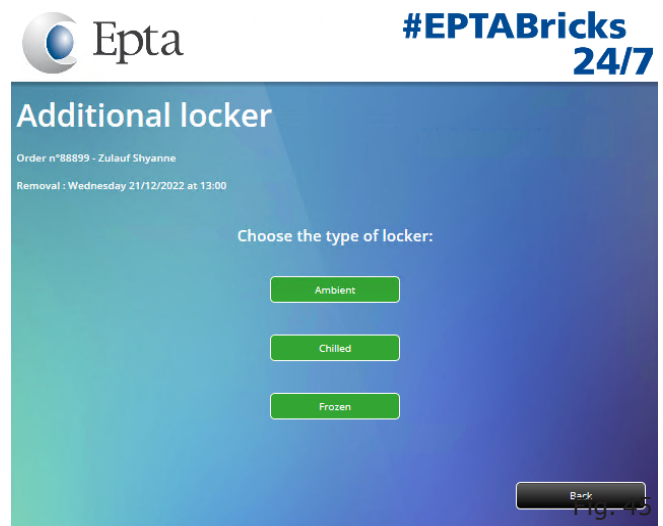 Epta
#EPTABricks
24/7
Additional locker
Order n°88899 - Zulauf Shyanne
Removal : Wednesday 21/12/2022 at 13:00
Choose the type of locker:
Ambient
Chilled
Frozen
Back
Fig. 45